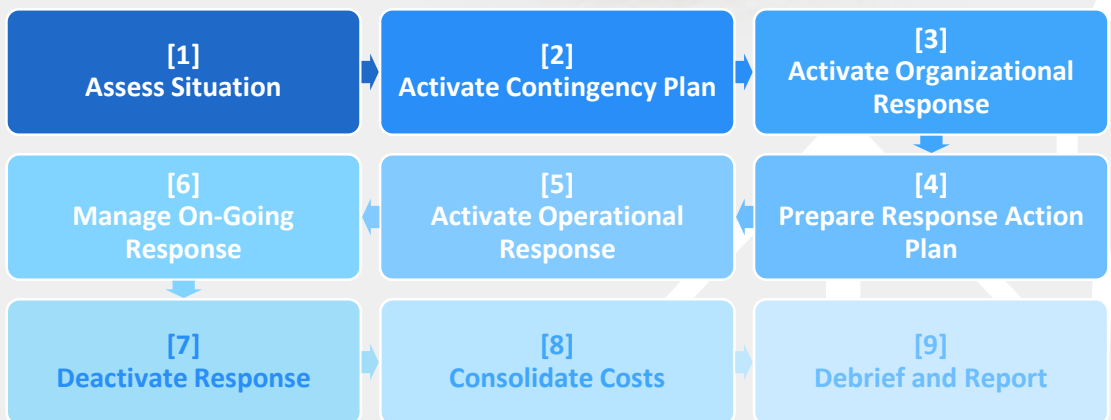 [1]
Assess Situation
[2]
Activate Contingency Plan
[3]
Activate Organizational
Response
[4]
Prepare Response Action
Plan
[5]
Activate Operational
Response
[6]
Manage On-Going
Response
[7]
Deactivate Response
[8]
Consolidate Costs
[9]
Debrief and Report